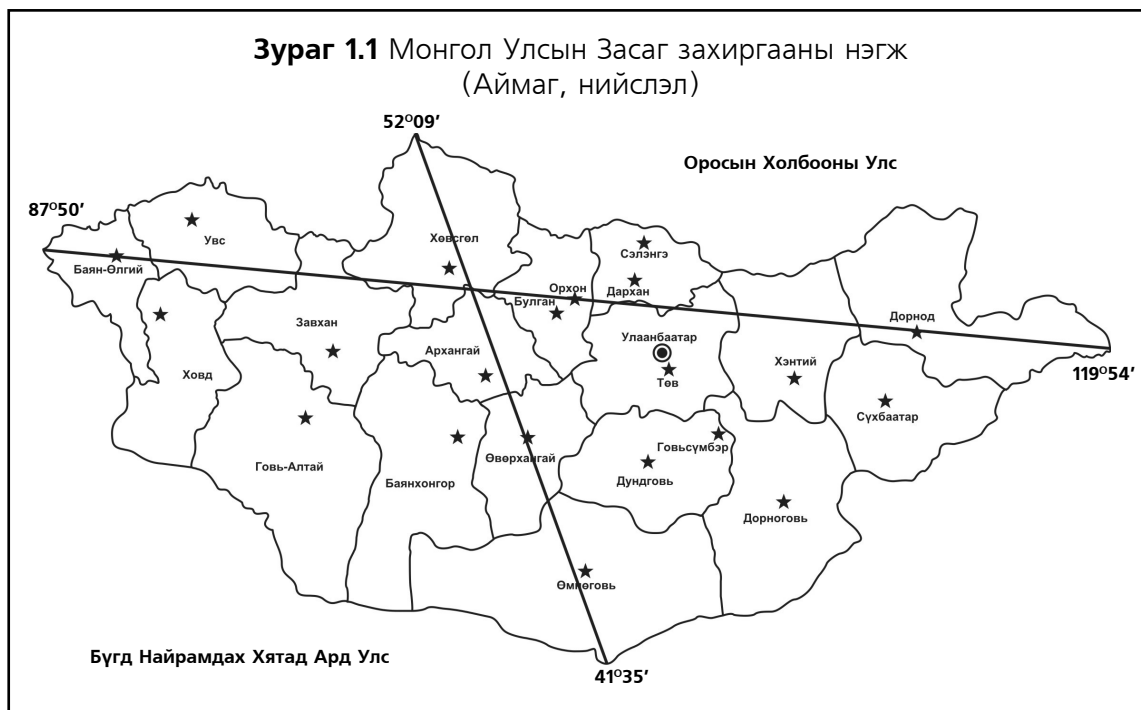 Зураг 1.1 Монгол Улсын Засаг захиргааны нэгж
(Аймаг, нийслэл)
52°09′
Оросын Холбооны Улс
87°50′
Увс
Хөвсгөл
Сэлэнгэ
Баян-Өлгий
Орхон
Дархан
Булган
Дорнод
Завхан
Улаанбаатар
Архангай
Хэнтий
Төв
119°54′
Ховд
Сүхбаатар
Говьсүмбэр
Өвөрхангай
Говь-Алтай
Дундговь
Баянхонгор
Дорноговь
Өмнөговь
Бүгд Найрамдах Хятад Ард Улс
41°35′